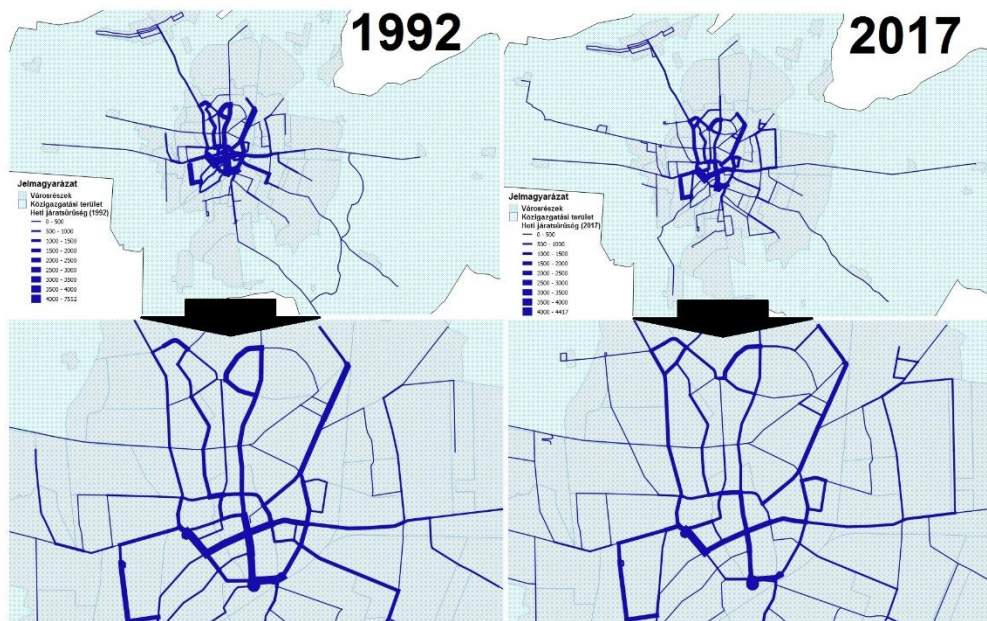 1992
Jelmagyarázat
Városrészek
Közigazgatási terület
Heti járatsűrűség (1992)
0 - 500
500 - 1000
1000 - 1500
1500 - 2000
2000 - 2500
2500 - 3000
3000 - 3500
3500 - 4000
4000 - 7552
2017
Jelmagyarázat
Városrészek
Közigazgatási terület
Heti járatsűrűség (2017)
0 - 500
500 - 1000
1000 - 1500
1500 - 2000
2000 - 2500
2500 - 3000
3000 - 3500
3500 - 4000
4000 - 4417